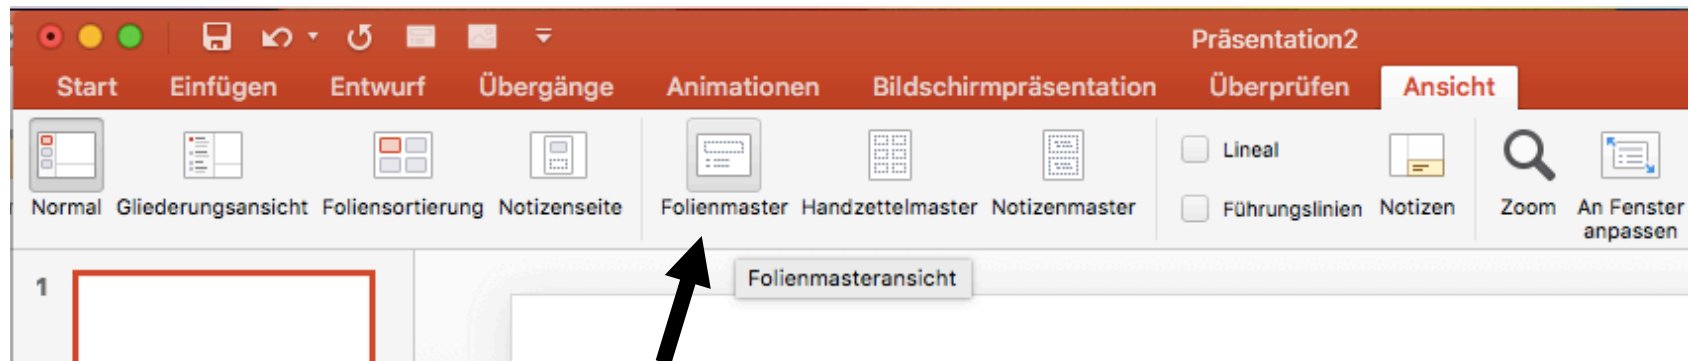 Präsentation2
Start Einfügen Entwurf Übergänge Animationen Bildschirmpräsentation Überprüfen Ansicht
Lineal
Normal Gliederungsansicht Foliensortierung Notizenseite Folienmaster Handzettelmaster Notizenmaster Führungslinien Notizen Zoom An Fenster
anpassen
1
Folienmasteransicht